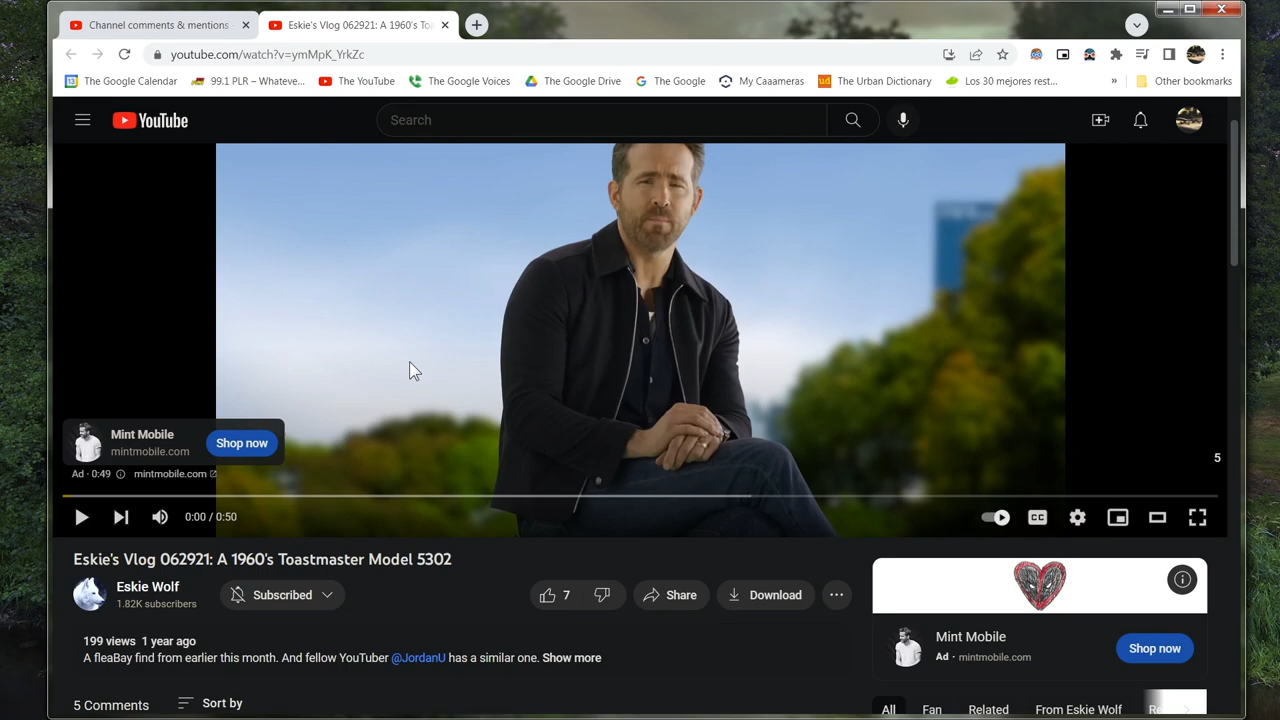 Channel comments & mentions
Eskie's Vlog 062921: A 1960's Toa
youtube.com/watch?v=ymMpK_YrkZc
The Google Calendar
99.1 PLR – Whateve...
The YouTube
The Google Voices
The Google Drive
The Google
My Caaameras
The Urban Dictionary
Los 30 mejores rest...
»
Other bookmarks
YouTube
Search
Mint Mobile
mintmobile.com
Shop now
Ad · 0:49
mintmobile.com
5
0:00 / 0:50
CC
Eskie's Vlog 062921: A 1960's Toastmaster Model 5302
Eskie Wolf
1.82K subscribers
Subscribed
7
Share
Download
199 views 1 year ago
A fleaBay find from earlier this month. And fellow YouTuber @JordanU has a similar one. Show more
Mint Mobile
Ad · mintmobile.com
Shop now
5 Comments
Sort by
All
Fan
Related
From Eskie Wolf